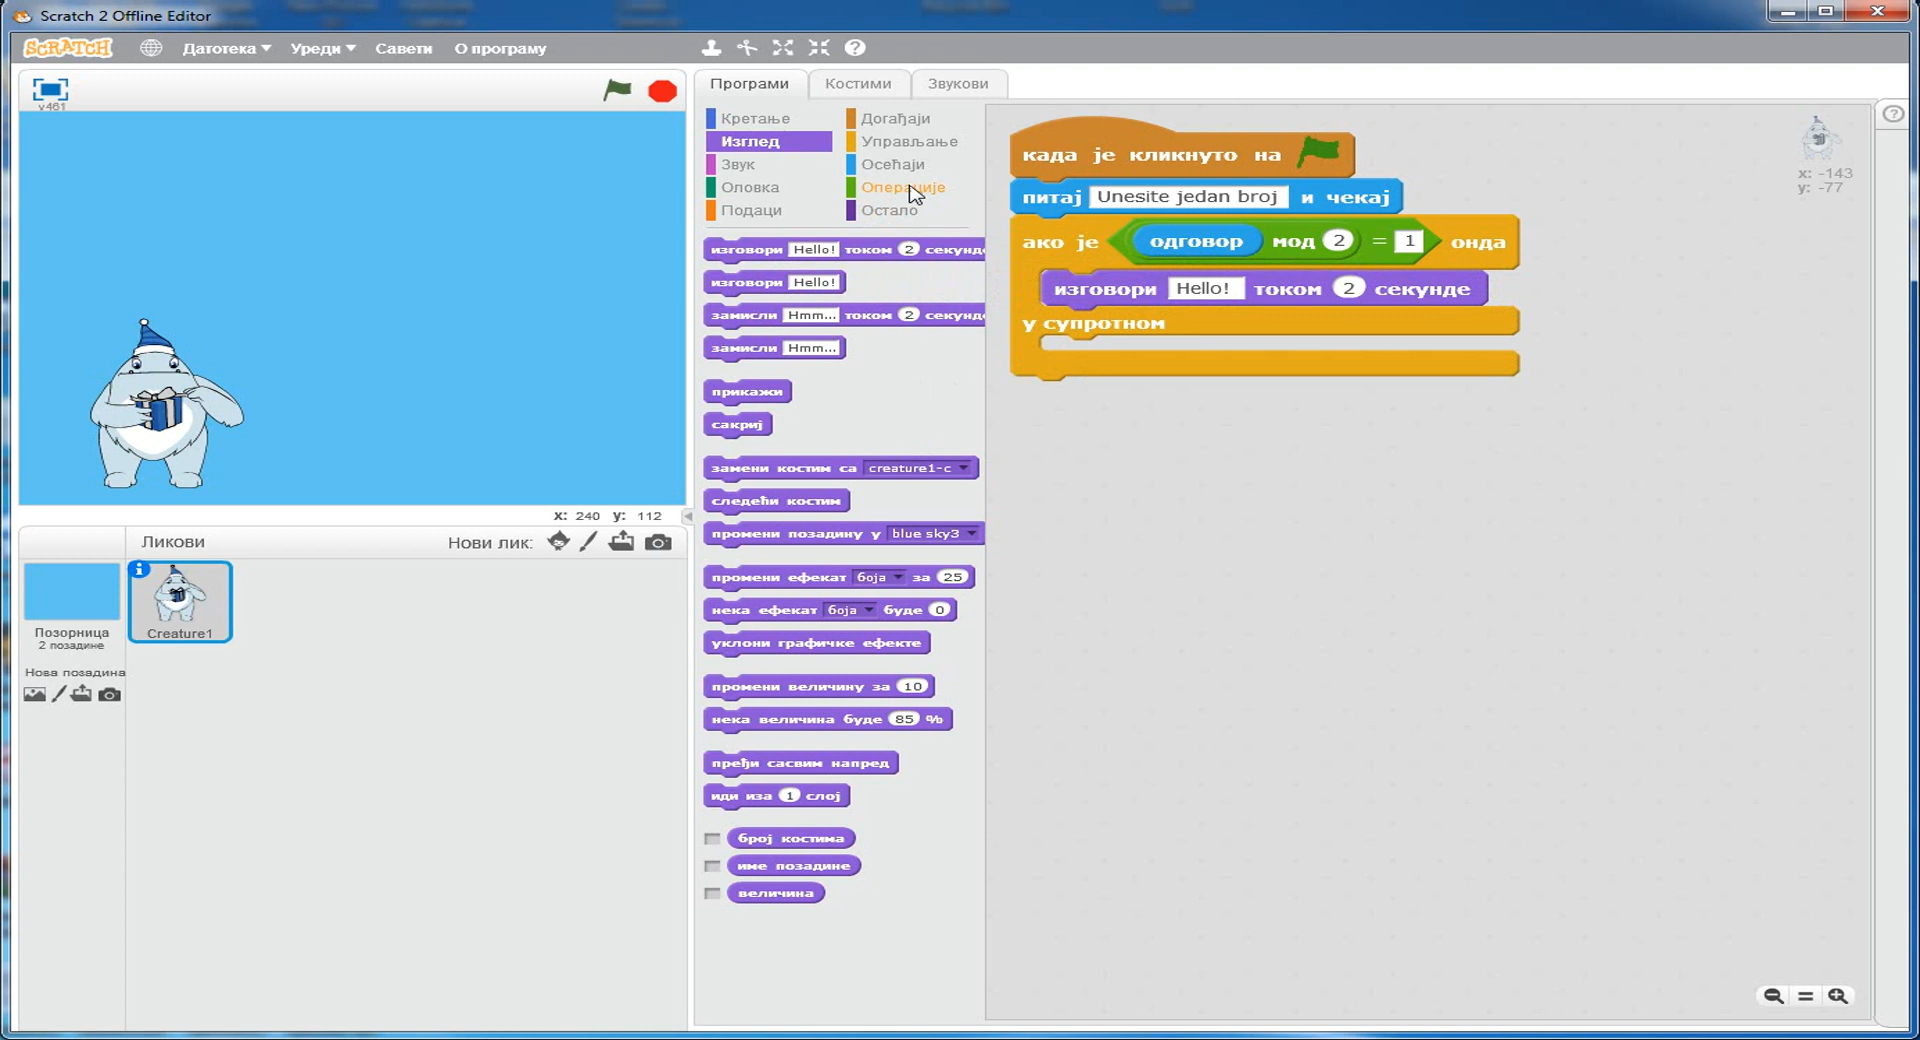 Scratch 2 Offline Editor
SCRATCH Датотека Уреди Савети О програму
v461
Програми Костими Звукови
Кретање Догађаји
Изглед Управљање
Звук Осећаји
Оловка Операције
Подаци Остало
изговори Hello! током 2 секунде
изговори Hello!
замисли Hmm... током 2 секунде
замисли Hmm...
прикажи
сакриј
замени костим са creature1-c
следећи костим
промени позадину у blue sky3
промени ефекат боја за 25
нека ефекат боја буде 0
уклони графичке ефекте
промени величину за 10
нека величина буде 85 %
пређи сасвим напред
иди иза 1 слој
број костима
име позадине
величина
када је кликнуто на
питај Unesite jedan broj и чекај
ако је одговор мод 2 = 1 онда
изговори Hello! током 2 секунде
у супротном
x: -143
y: -77
x: 240 y: 112
Ликови Нови лик:
Позорница
2 позадине
Creature1
Нова позадина